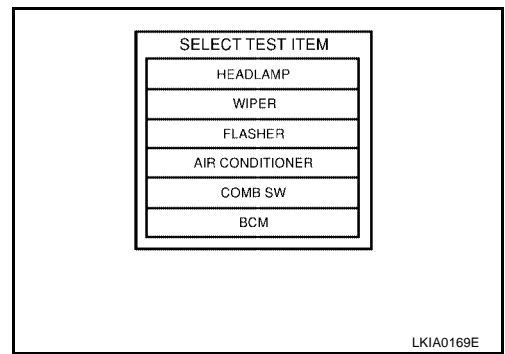 SELECT TEST ITEM
HEADLAMP
WIPER
FLASHER
AIR CONDITIONER
COMB SW
BCM
LKIA0169E